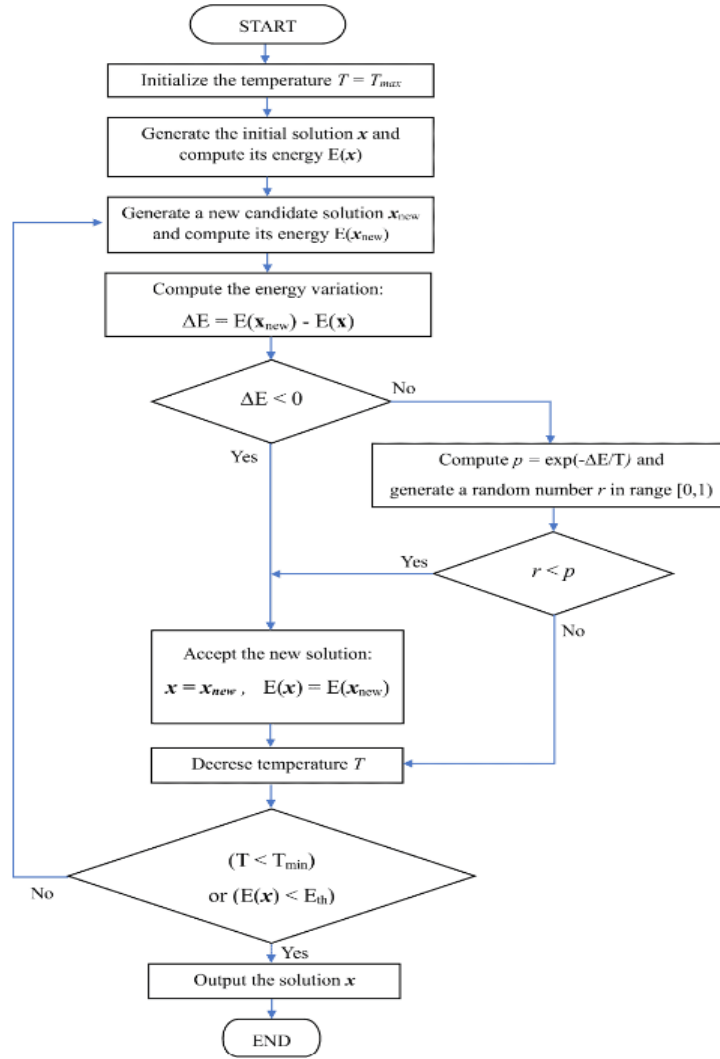 START
Initialize the temperature T = Tmax
Generate the initial solution x and
compute its energy E(x)
Generate a new candidate solution xnew
and compute its energy E(xnew)
Compute the energy variation:
ΔE = E(xnew) - E(x)
ΔE < 0
No
Yes
Compute p = exp(-ΔE/T) and
generate a random number r in range [0,1)
r < p
Yes
No
Accept the new solution:
x = xnew , E(x) = E(xnew)
Decrese temperature T
(T < Tmin)
or (E(x) < Eth)
No
Yes
Output the solution x
END